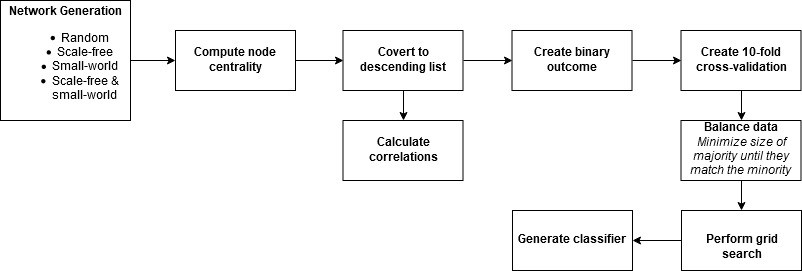 Network Generation
• Random
• Scale-free
• Small-world
• Scale-free &
small-world
Compute node
centrality
Covert to
descending list
Create binary
outcome
Create 10-fold
cross-validation
Calculate
correlations
Balance data
Minimize size of
majority until they
match the minority
Generate classifier
Perform grid
search